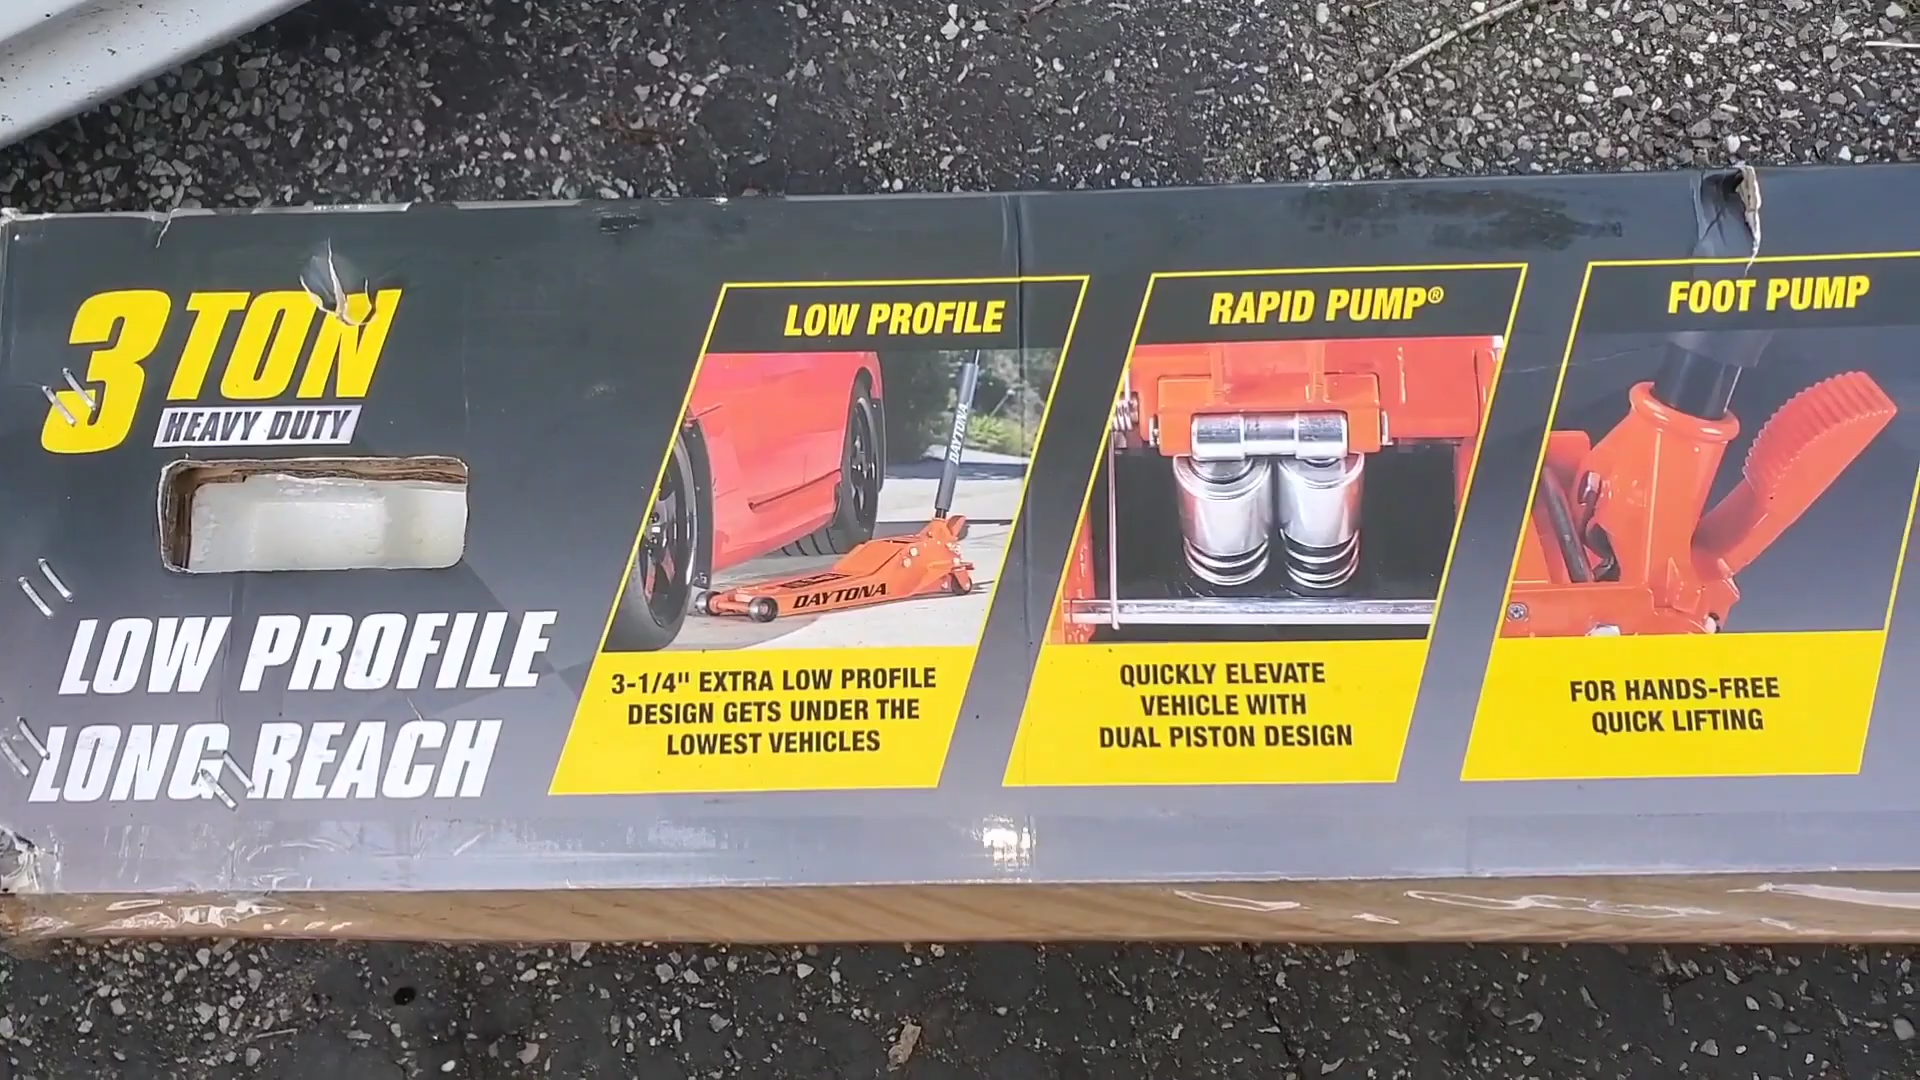 3 TON
HEAVY DUTY
LOW PROFILE
LONG REACH
LOW PROFILE
DAYTONA
DAYTONA
3-1/4" EXTRA LOW PROFILE
DESIGN GETS UNDER THE
LOWEST VEHICLES
RAPID PUMP®
QUICKLY ELEVATE
VEHICLE WITH
DUAL PISTON DESIGN
FOOT PUMP
FOR HANDS-FREE
QUICK LIFTING